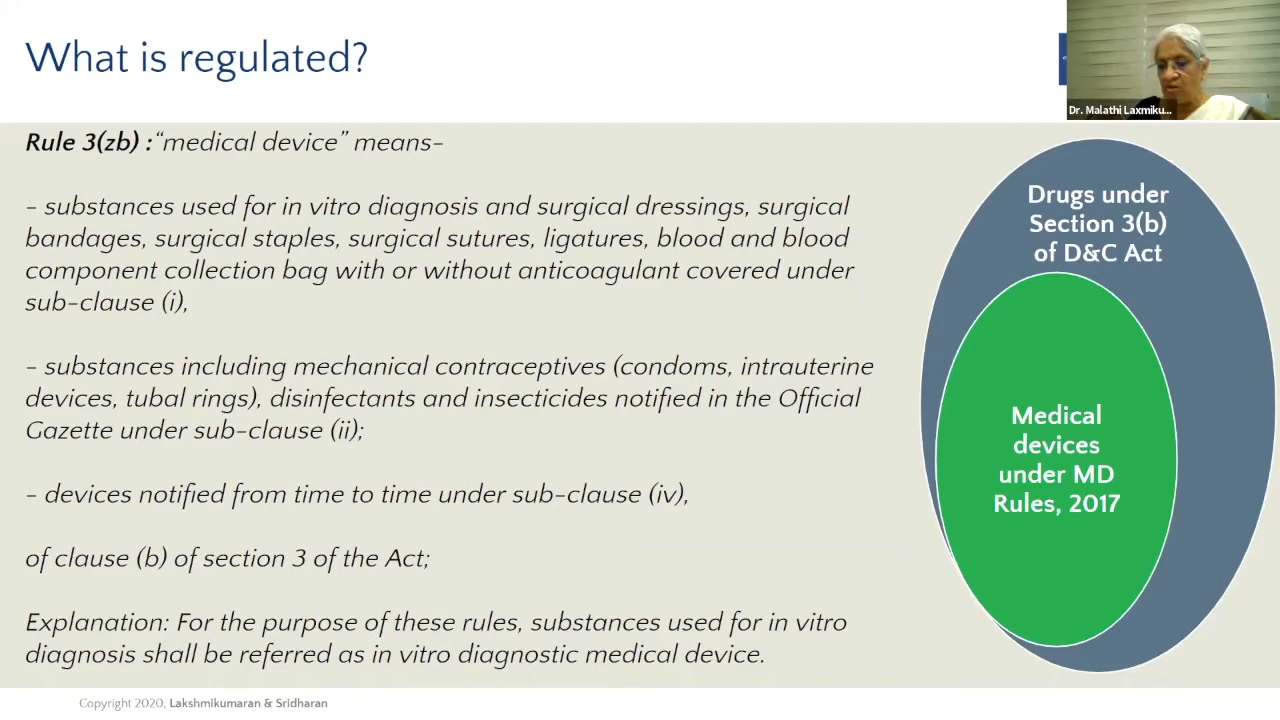 What is regulated?
Dr. Malathi Laxmiku...
Rule 3(zb) :“medical device” means-
- substances used for in vitro diagnosis and surgical dressings, surgical
bandages, surgical staples, surgical sutures, ligatures, blood and blood
component collection bag with or without anticoagulant covered under
sub-clause (i),
- substances including mechanical contraceptives (condoms, intrauterine
devices, tubal rings), disinfectants and insecticides notified in the Official
Gazette under sub-clause (ii);
- devices notified from time to time under sub-clause (iv),
of clause (b) of section 3 of the Act;
Explanation: For the purpose of these rules, substances used for in vitro
diagnosis shall be referred as in vitro diagnostic medical device.
Drugs under
Section 3(b)
of D&C Act
Medical
devices
under MD
Rules, 2017
Copyright 2020, Lakshmikumaran & Sridharan